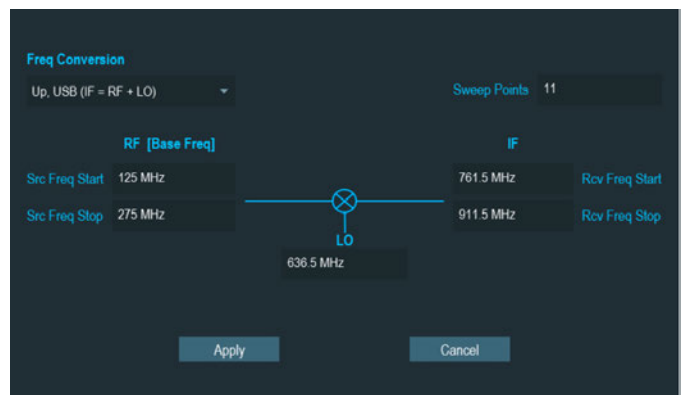 Freq Conversion
Up, USB (IF = RF + LO)
Sweep Points 11
RF [Base Freq]
IF
Src Freq Start 125 MHz
761.5 MHz Rcv Freq Start
Src Freq Stop 275 MHz
911.5 MHz Rcv Freq Stop
LO
636.5 MHz
Apply
Cancel